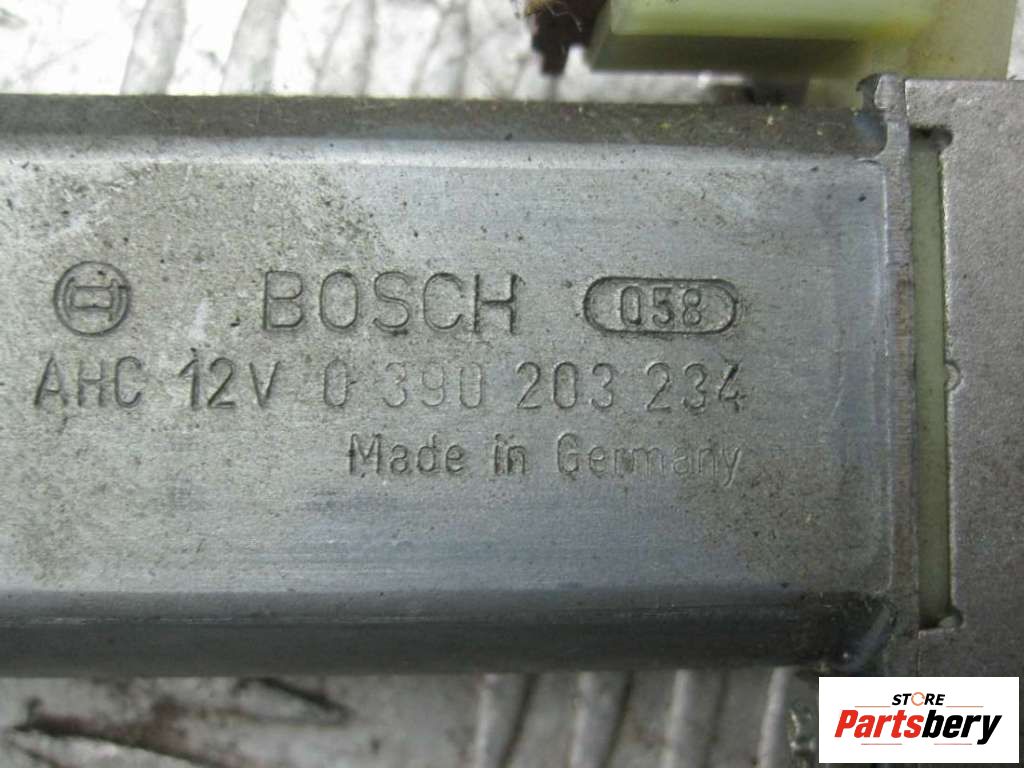 BOSCH 058
AHC 12V 0 390 203 234
Made in Germany
STORE
Partsbery